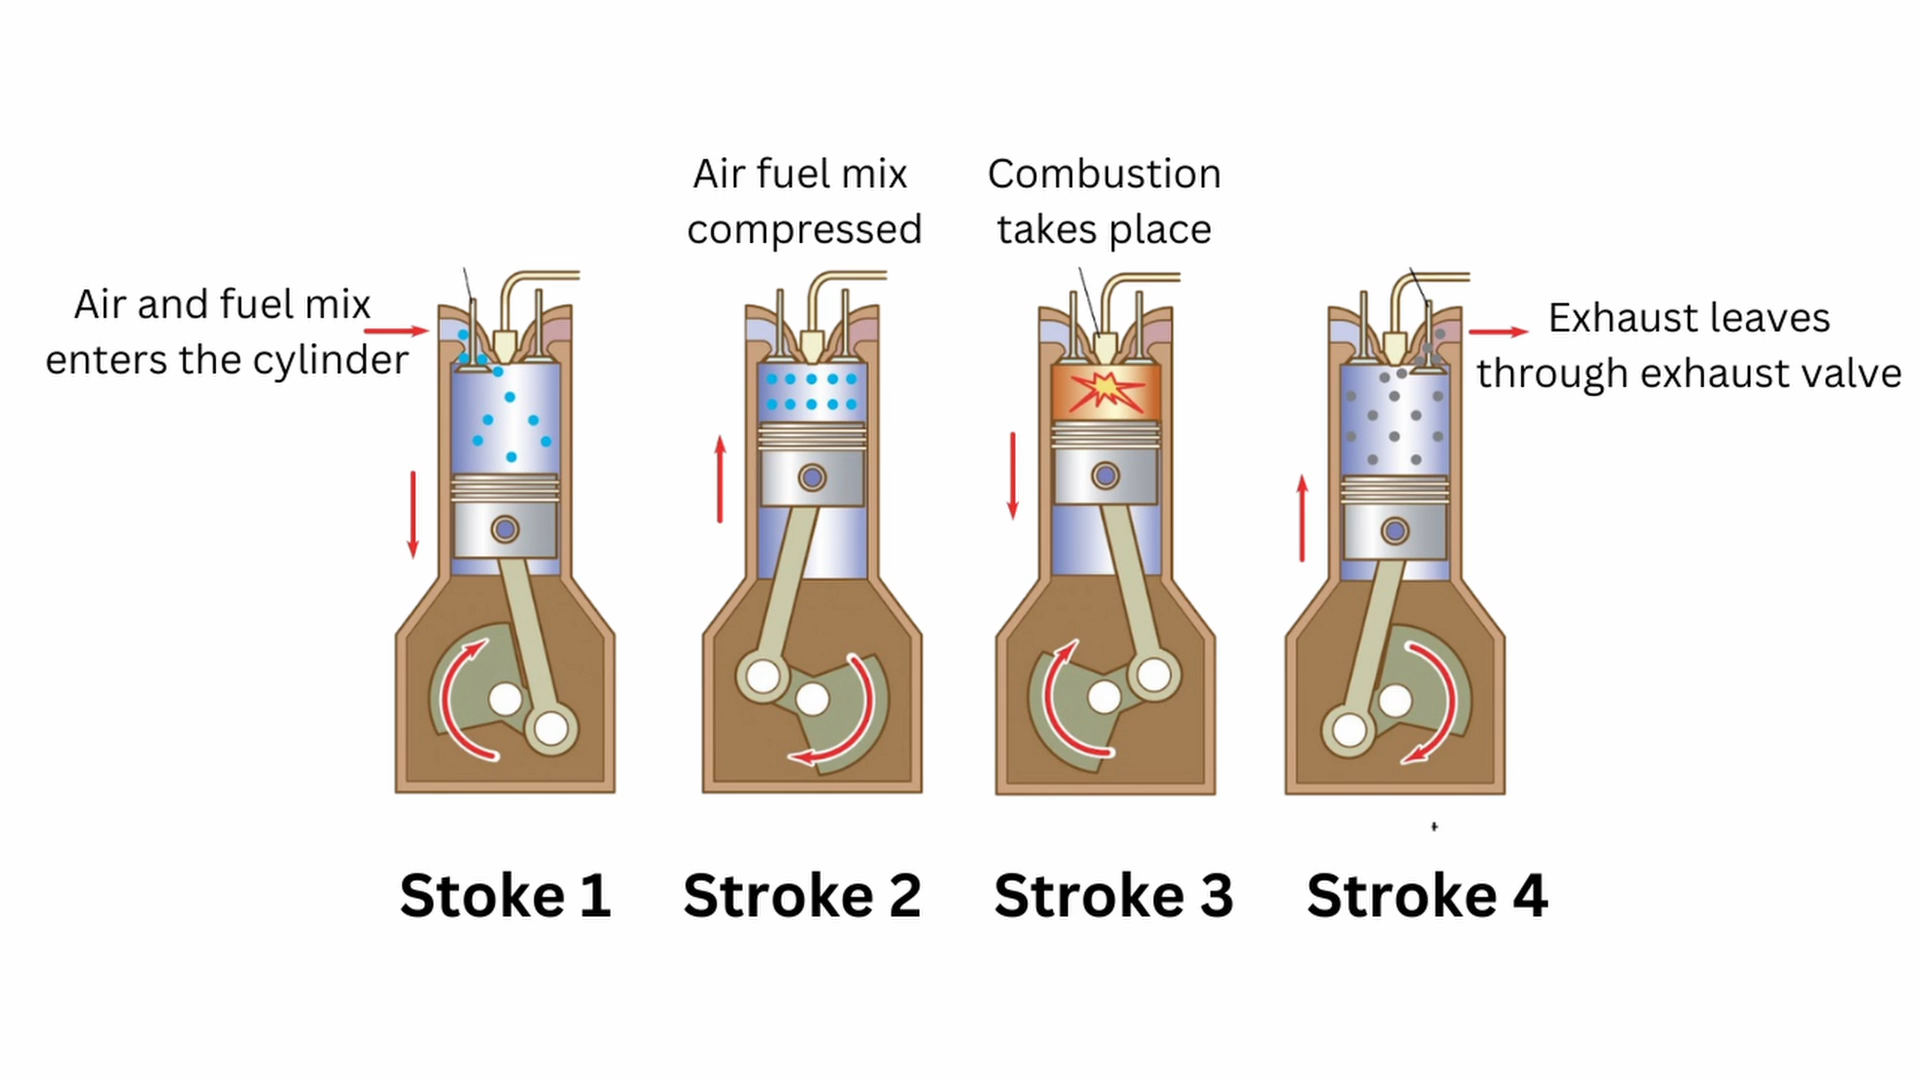 Air and fuel mix
enters the cylinder
Air fuel mix
compressed
Combustion
takes place
Exhaust leaves
through exhaust valve
Stoke 1
Stroke 2
Stroke 3
Stroke 4